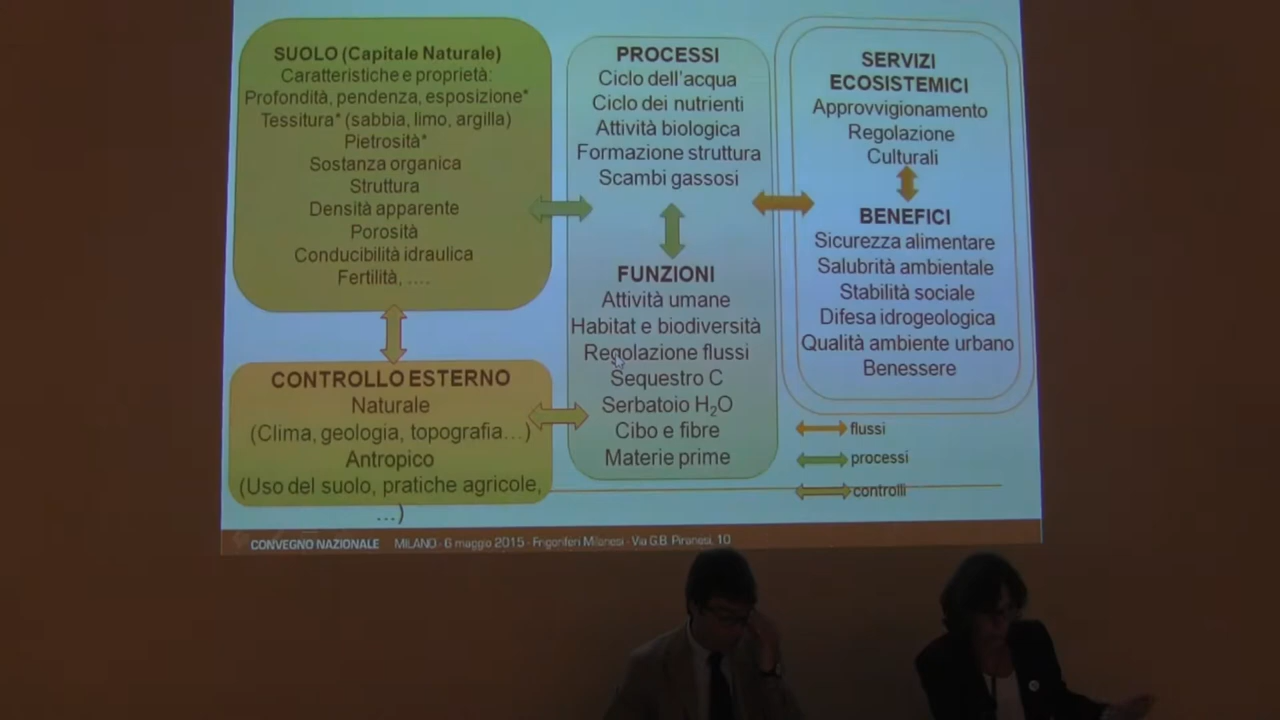 SUOLO (Capitale Naturale)
Caratteristiche e proprietà:
Profondità, pendenza, esposizione*
Tessitura* (sabbia, limo, argilla)
Pietrosità*
Sostanza organica
Struttura
Densità apparente
Porosità
Conducibilità idraulica
Fertilità, ....
CONTROLLO ESTERNO
Naturale
(Clima, geologia, topografia...)
Antropico
(Uso del suolo, pratiche agricole,
...)
PROCESSI
Ciclo dell'acqua
Ciclo dei nutrienti
Attività biologica
Formazione struttura
Scambi gassosi
FUNZIONI
Attività umane
Habitat e biodiversità
Regolazione flussi
Sequestro C
Serbatoio H₂O
Cibo e fibre
Materie prime
SERVIZI
ECOSISTEMICI
Approvvigionamento
Regolazione
Culturali
BENEFICI
Sicurezza alimentare
Salubrità ambientale
Stabilità sociale
Difesa idrogeologica
Qualità ambiente urbano
Benessere
flussi
processi
controlli
CONVEGNO NAZIONALE MILANO - 6 maggio 2015 - Frigoriferi Milanesi - Via G.B. Piranesi, 10